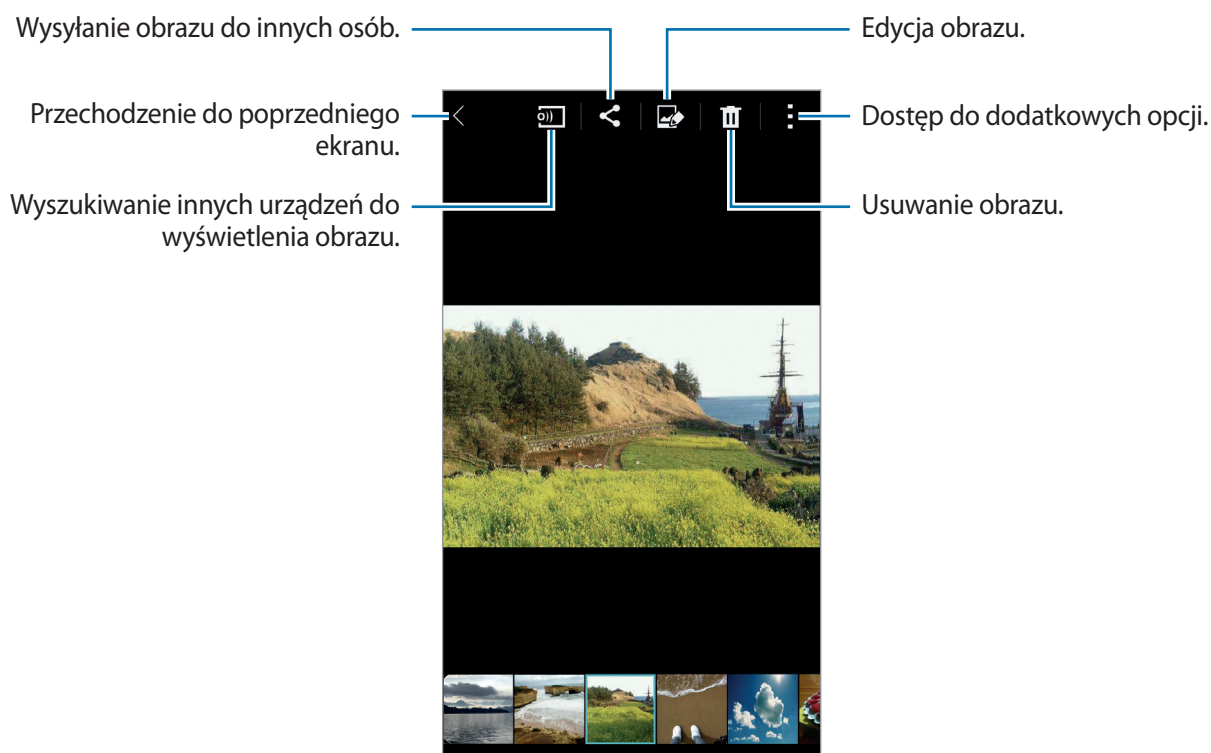 Wysyłanie obrazu do innych osób.
Edycja obrazu.
Przechodzenie do poprzedniego
ekranu.
Dostęp do dodatkowych opcji.
Wyszukiwanie innych urządzeń do
wyświetlenia obrazu.
Usuwanie obrazu.